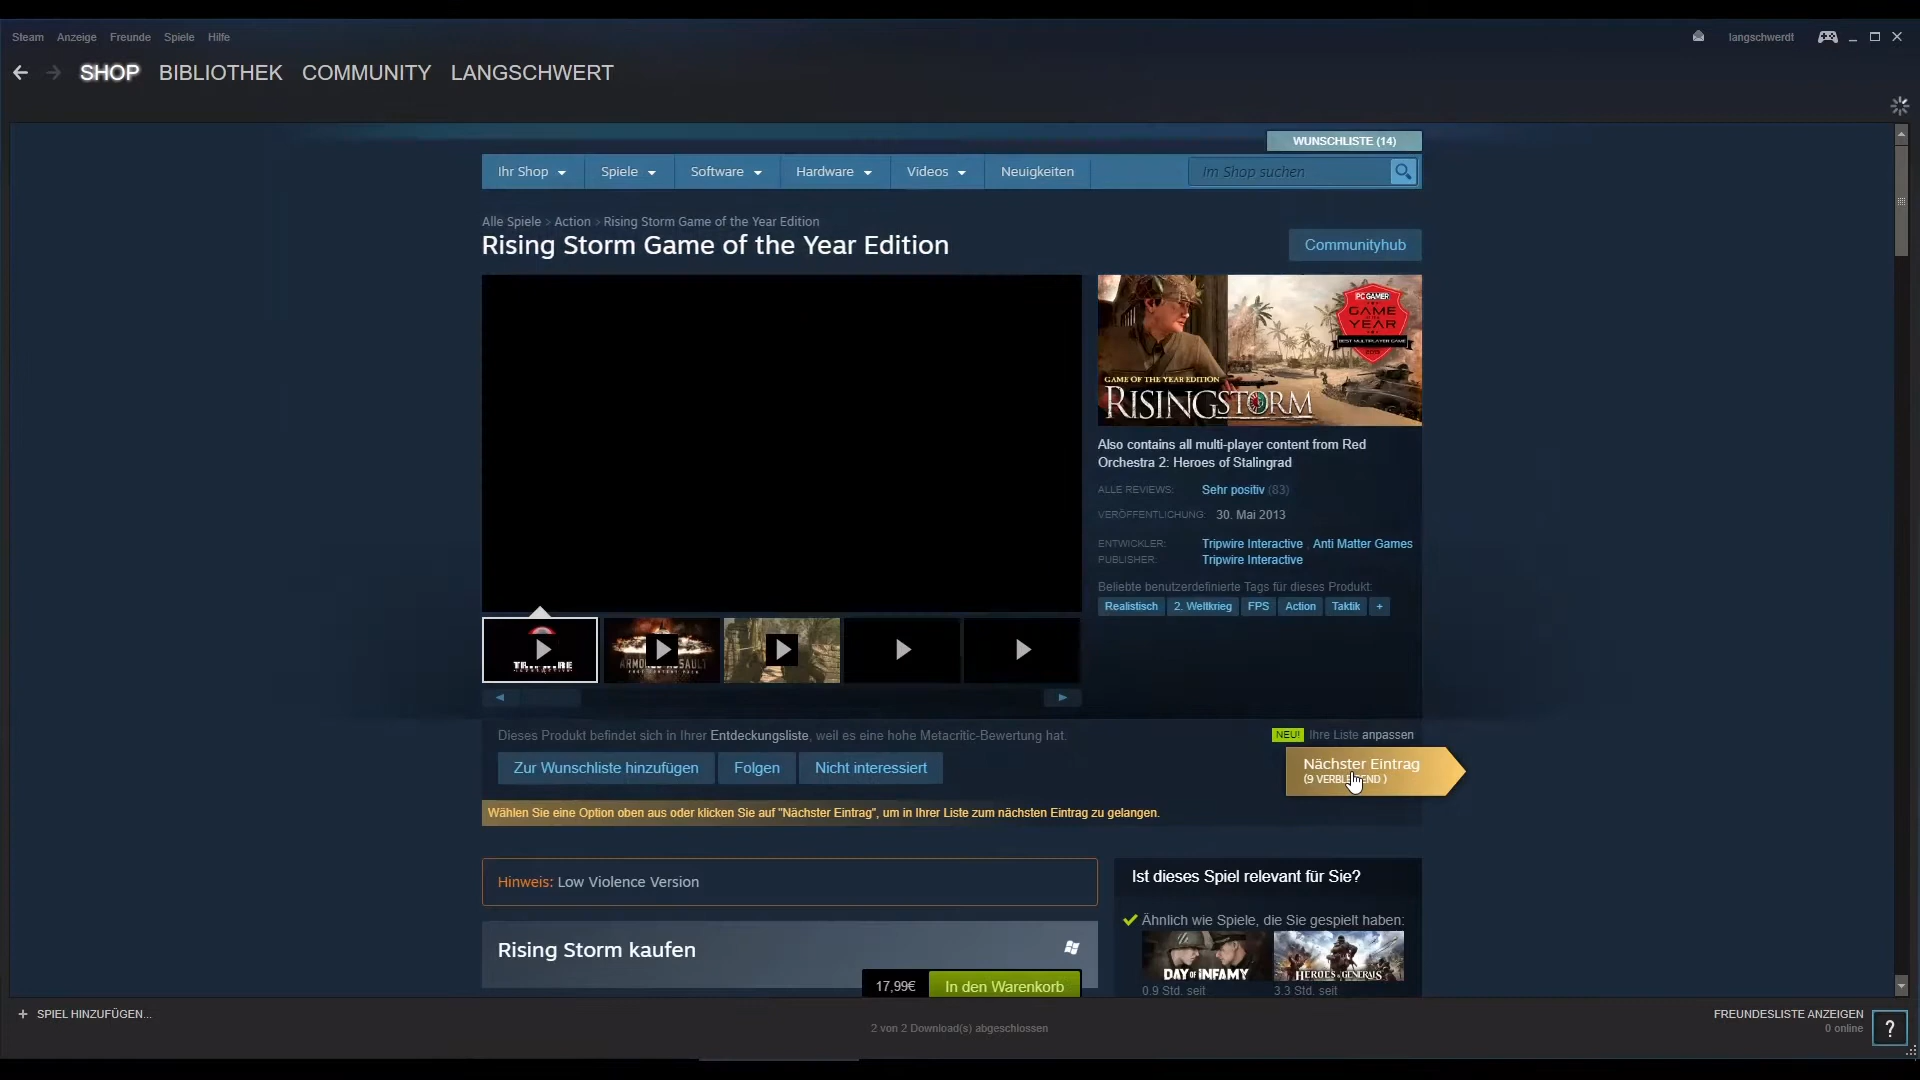 Steam Anzeige Freunde Spiele Hilfe
langschwerdt
SHOP BIBLIOTHEK COMMUNITY LANGSCHWERT
WUNSCHLISTE (14)
Ihr Shop Spiele Software Hardware Videos Neuigkeiten
Im Shop suchen
Alle Spiele > Action > Rising Storm Game of the Year Edition
Rising Storm Game of the Year Edition
Communityhub
PC GAMER
GAME
OF THE
YEAR
BEST MULTIPLAYER GAME
GAME OF THE YEAR EDITION
RISING STORM
Also contains all multi-player content from Red
Orchestra 2: Heroes of Stalingrad
ALLE REVIEWS: Sehr positiv (83)
VERÖFFENTLICHUNG: 30. Mai 2013
ENTWICKLER: Tripwire Interactive, Anti Matter Games
PUBLISHER: Tripwire Interactive
Beliebte benutzerdefinierte Tags für dieses Produkt:
Realistisch 2. Weltkrieg FPS Action Taktik +
ARMORED ASSAULT
Dieses Produkt befindet sich in Ihrer Entdeckungsliste, weil es eine hohe Metacritic-Bewertung hat.
NEU! Ihre Liste anpassen
Zur Wunschliste hinzufügen Folgen Nicht interessiert
Nächster Eintrag
Wählen Sie eine Option oben aus oder klicken Sie auf "Nächster Eintrag", um in Ihrer Liste zum nächsten Eintrag zu gelangen.
Hinweis: Low Violence Version
Ist dieses Spiel relevant für Sie?
Ähnlich wie Spiele, die Sie gespielt haben:
DAY OF INFAMY
HEROES & GENERALS
0.9 Std. seit 3.3 Std. seit
Rising Storm kaufen
17,99€ In den Warenkorb
+ SPIEL HINZUFÜGEN...
2 von 2 Download(s) abgeschlossen
FREUNDESLISTE ANZEIGEN
0 online
?